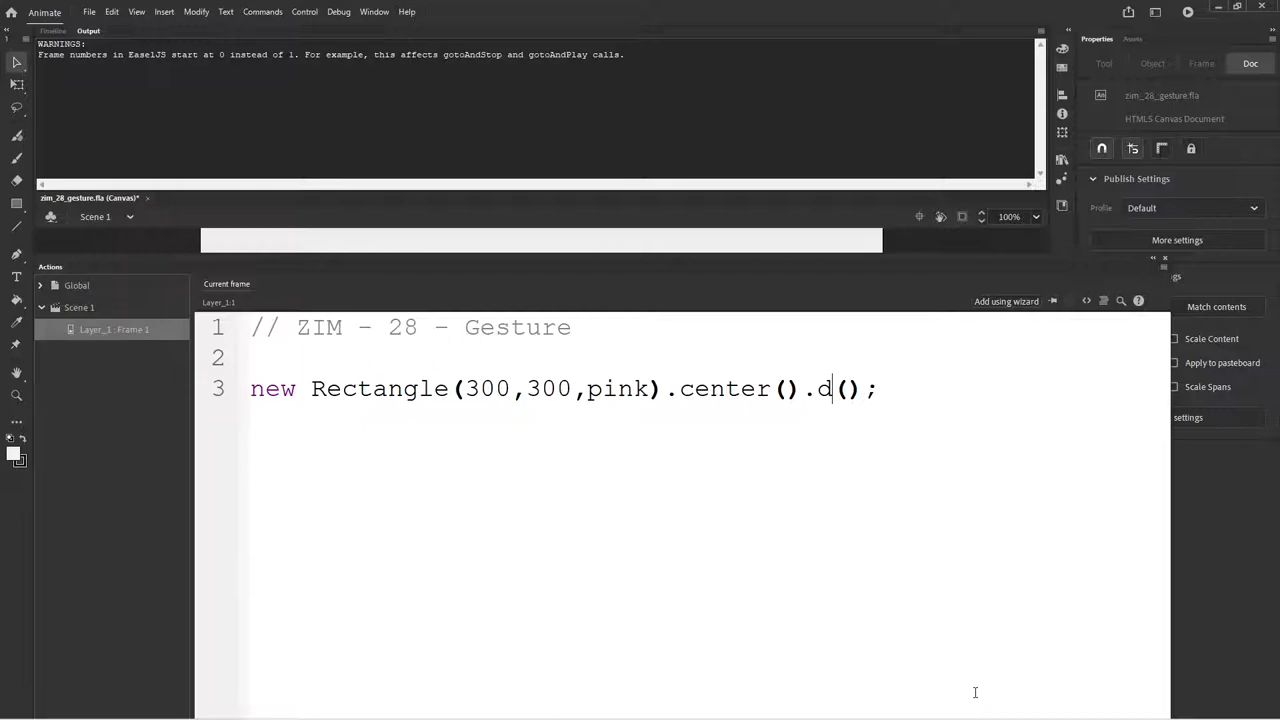 Animate File Edit View Insert Modify Text Commands Control Debug Window Help
Timeline Output
WARNINGS:
Frame numbers in EaselJS start at 0 instead of 1. For example, this affects gotoAndStop and gotoAndPlay calls.
zim_28_gesture.fla (Canvas)*
Scene 1
100%
Actions
Global
Scene 1
Layer_1 : Frame 1
Current frame
Layer_1:1
Add using wizard
1 // ZIM - 28 - Gesture
2
3 new Rectangle(300,300,pink).center().d();
Properties Assets
Tool Object Frame Doc
An zim_28_gesture.fla
HTML5 Canvas Document
Publish Settings
Profile Default
More settings
gs
Match contents
Scale Content
Apply to pasteboard
Scale Spans
settings